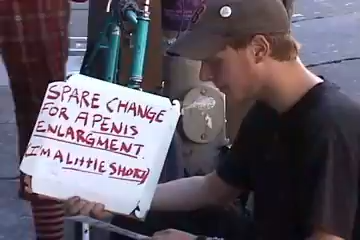 SPARE CHANGE
FOR A PENIS
ENLARGMENT.
(I'M A LITTLE SHORT)